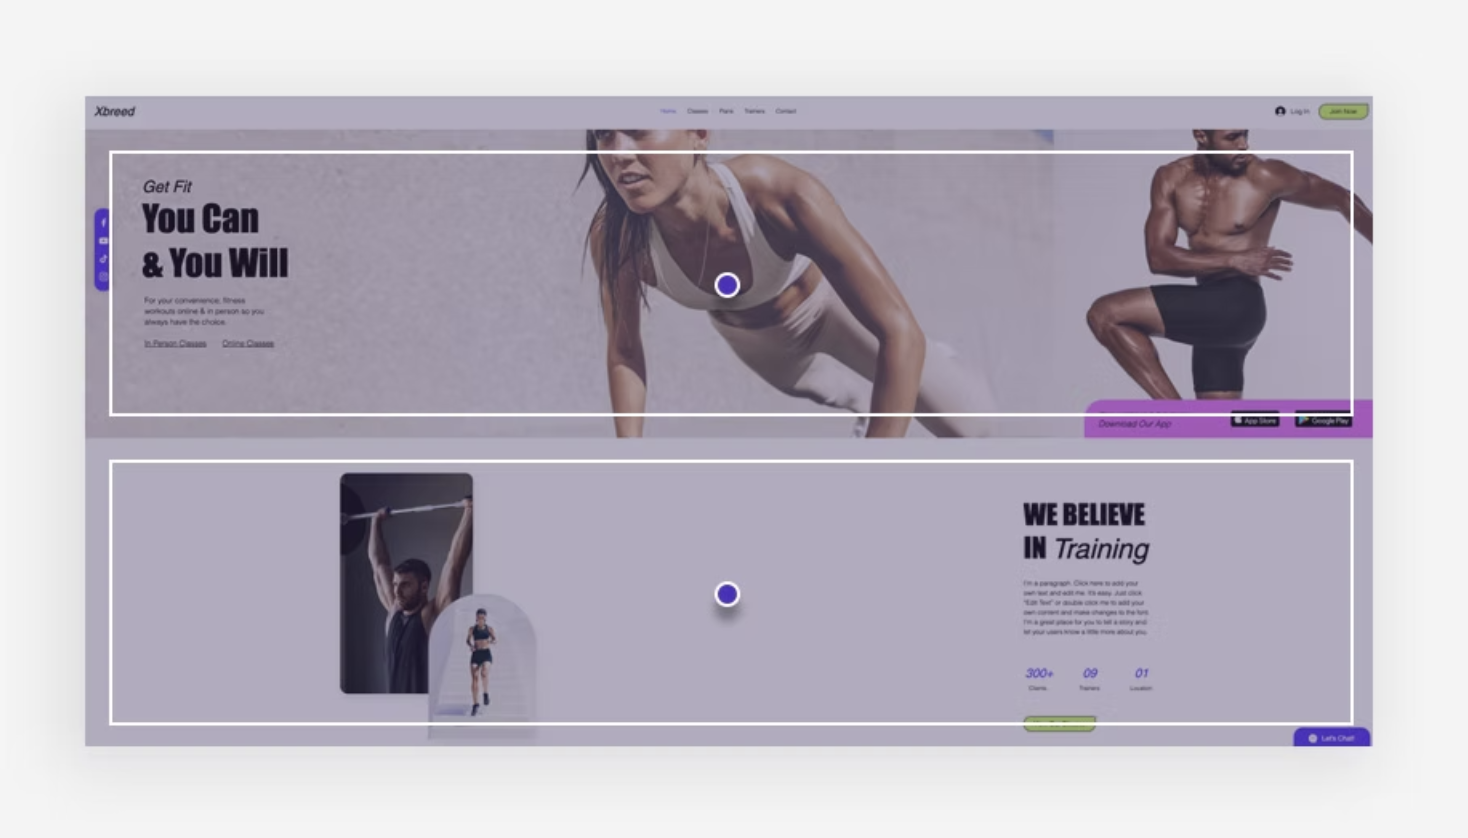 Xbreed
Home Classes Plans Trainers Contact
Log In
Join Now
Get Fit
You Can
& You Will
For your convenience, fitness
workouts online & in person so you
always have the choice.
In Person Classes Online Classes
Download Our App
App Store
Google Play
WE BELIEVE
IN Training
I'm a paragraph. Click here to add your
own text and edit me. It's easy. Just click
"Edit Text" or double click me to add your
own content and make changes to the font.
I'm a great place for you to tell a story and
let your users know a little more about you.
300+ 09 01
Clients Trainers Location
Let's Chat!